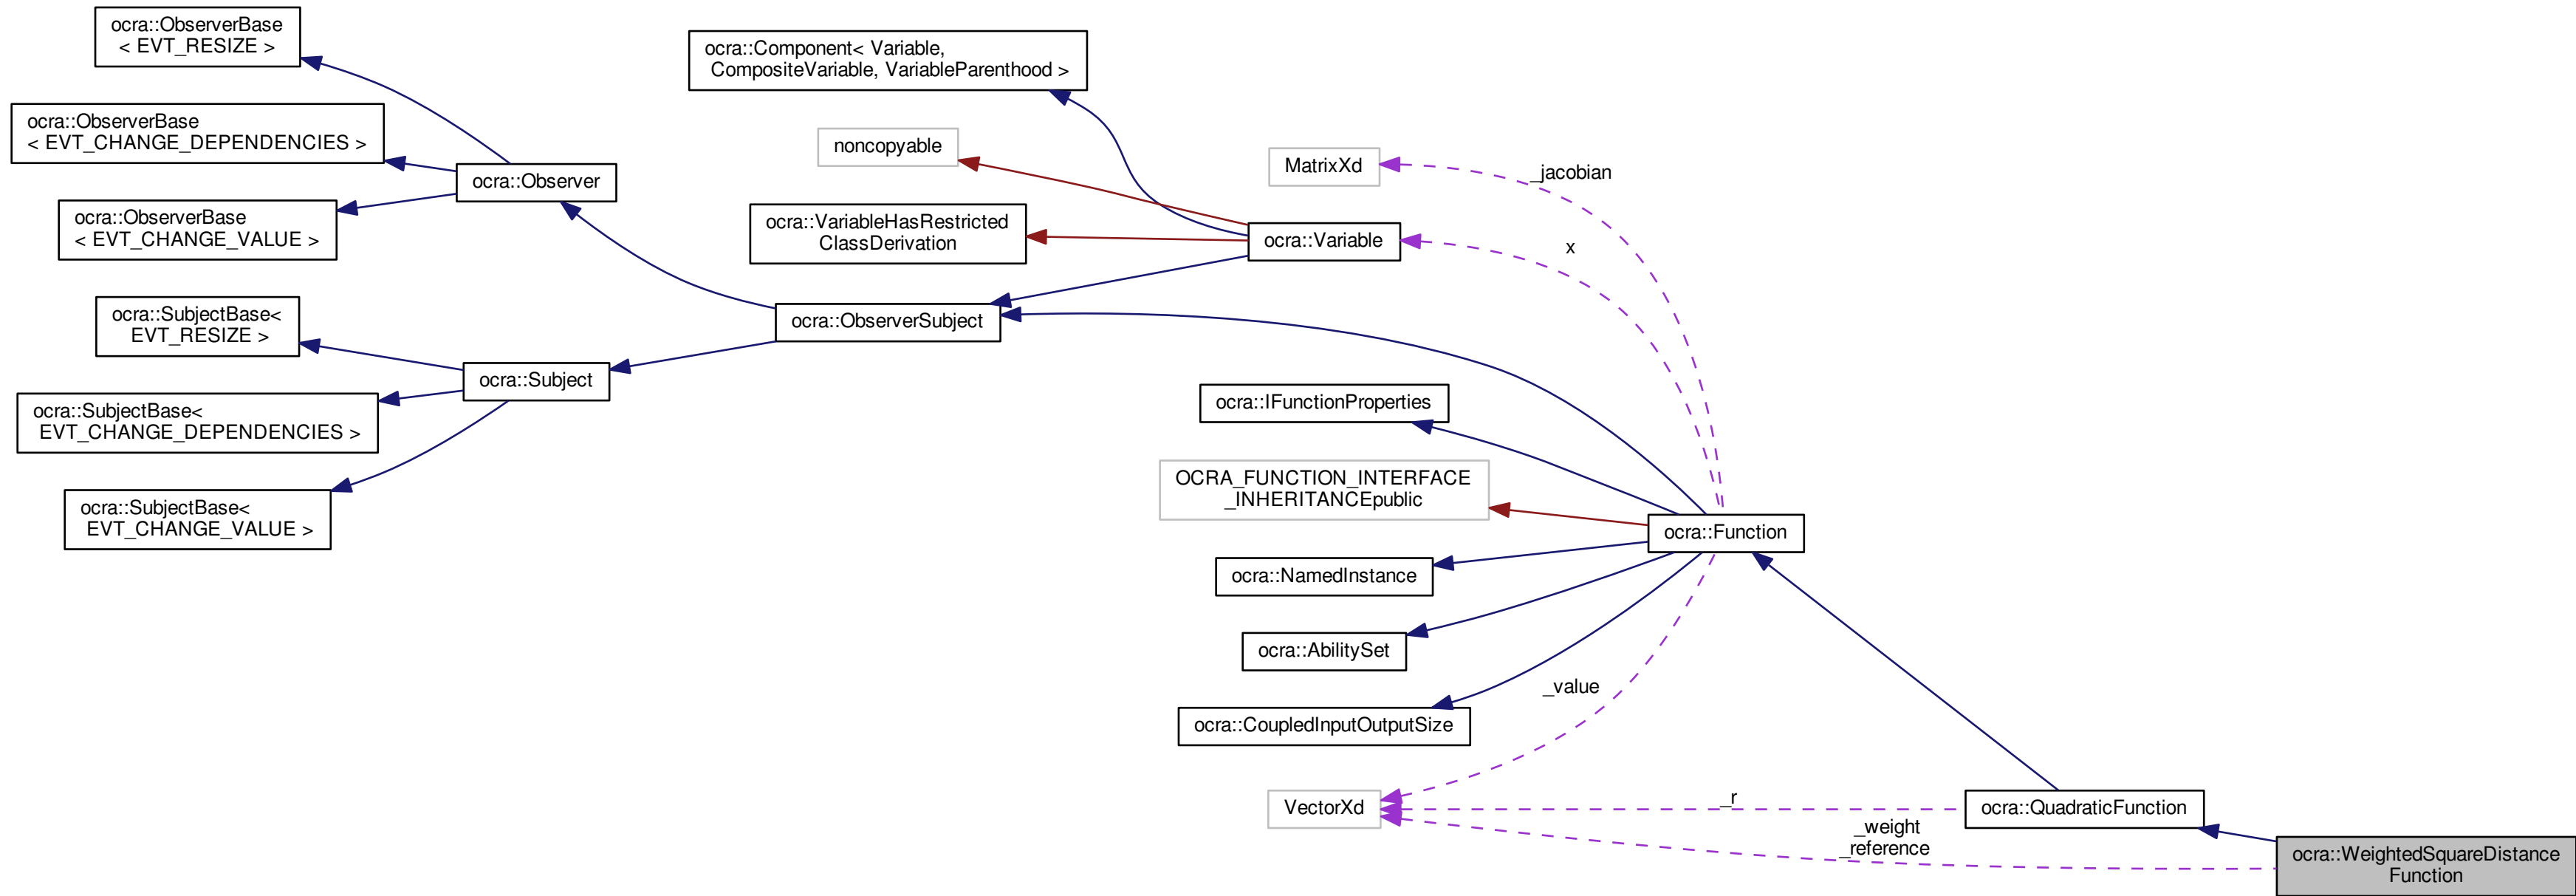 ocra::ObserverBase
< EVT_RESIZE >
ocra::ObserverBase
< EVT_CHANGE_DEPENDENCIES >
ocra::ObserverBase
< EVT_CHANGE_VALUE >
ocra::SubjectBase<
EVT_RESIZE >
ocra::SubjectBase<
EVT_CHANGE_DEPENDENCIES >
ocra::SubjectBase<
EVT_CHANGE_VALUE >
ocra::Observer
ocra::Subject
ocra::Component< Variable,
CompositeVariable, VariableParenthood >
noncopyable
ocra::VariableHasRestricted
ClassDerivation
ocra::ObserverSubject
MatrixXd
ocra::Variable
ocra::IFunctionProperties
OCRA_FUNCTION_INTERFACE
_INHERITANCEpublic
ocra::NamedInstance
ocra::AbilitySet
ocra::CoupledInputOutputSize
VectorXd
_jacobian
x
ocra::Function
_value
_r
_weight
_reference
ocra::QuadraticFunction
ocra::WeightedSquareDistance
Function